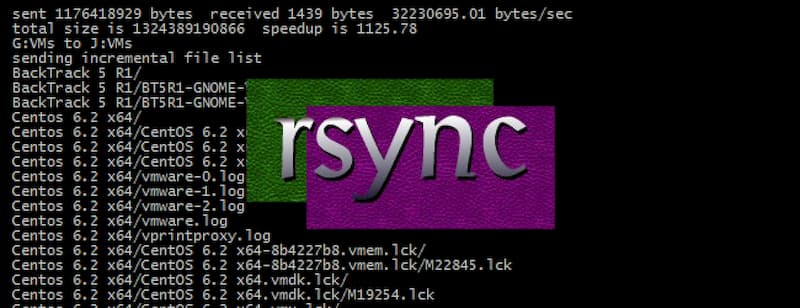 sent 1176418929 bytes  received 1439 bytes  32230695.01 bytes/sec
total size is 1324389190866  speedup is 1125.78
G:VMs to J:VMs
sending incremental file list
BackTrack 5 R1/
BackTrack 5 R1/BT5R1-GNOME-
BackTrack 5 R1/BT5R1-GNOME-
Centos 6.2 x64/
Centos 6.2 x64/CentOS 6.2 x
Centos 6.2 x64/CentOS 6.2 x
Centos 6.2 x64/CentOS 6.2 x
Centos 6.2 x64/vmware-0.log
Centos 6.2 x64/vmware-1.log
Centos 6.2 x64/vmware-2.log
Centos 6.2 x64/vmware.log
Centos 6.2 x64/vprintproxy.log
Centos 6.2 x64/CentOS 6.2 x64-8b4227b8.vmem.lck/
Centos 6.2 x64/CentOS 6.2 x64-8b4227b8.vmem.lck/M22845.lck
Centos 6.2 x64/CentOS 6.2 x64.vmdk.lck/
Centos 6.2 x64/CentOS 6.2 x64.vmdk.lck/M19254.lck
rsync